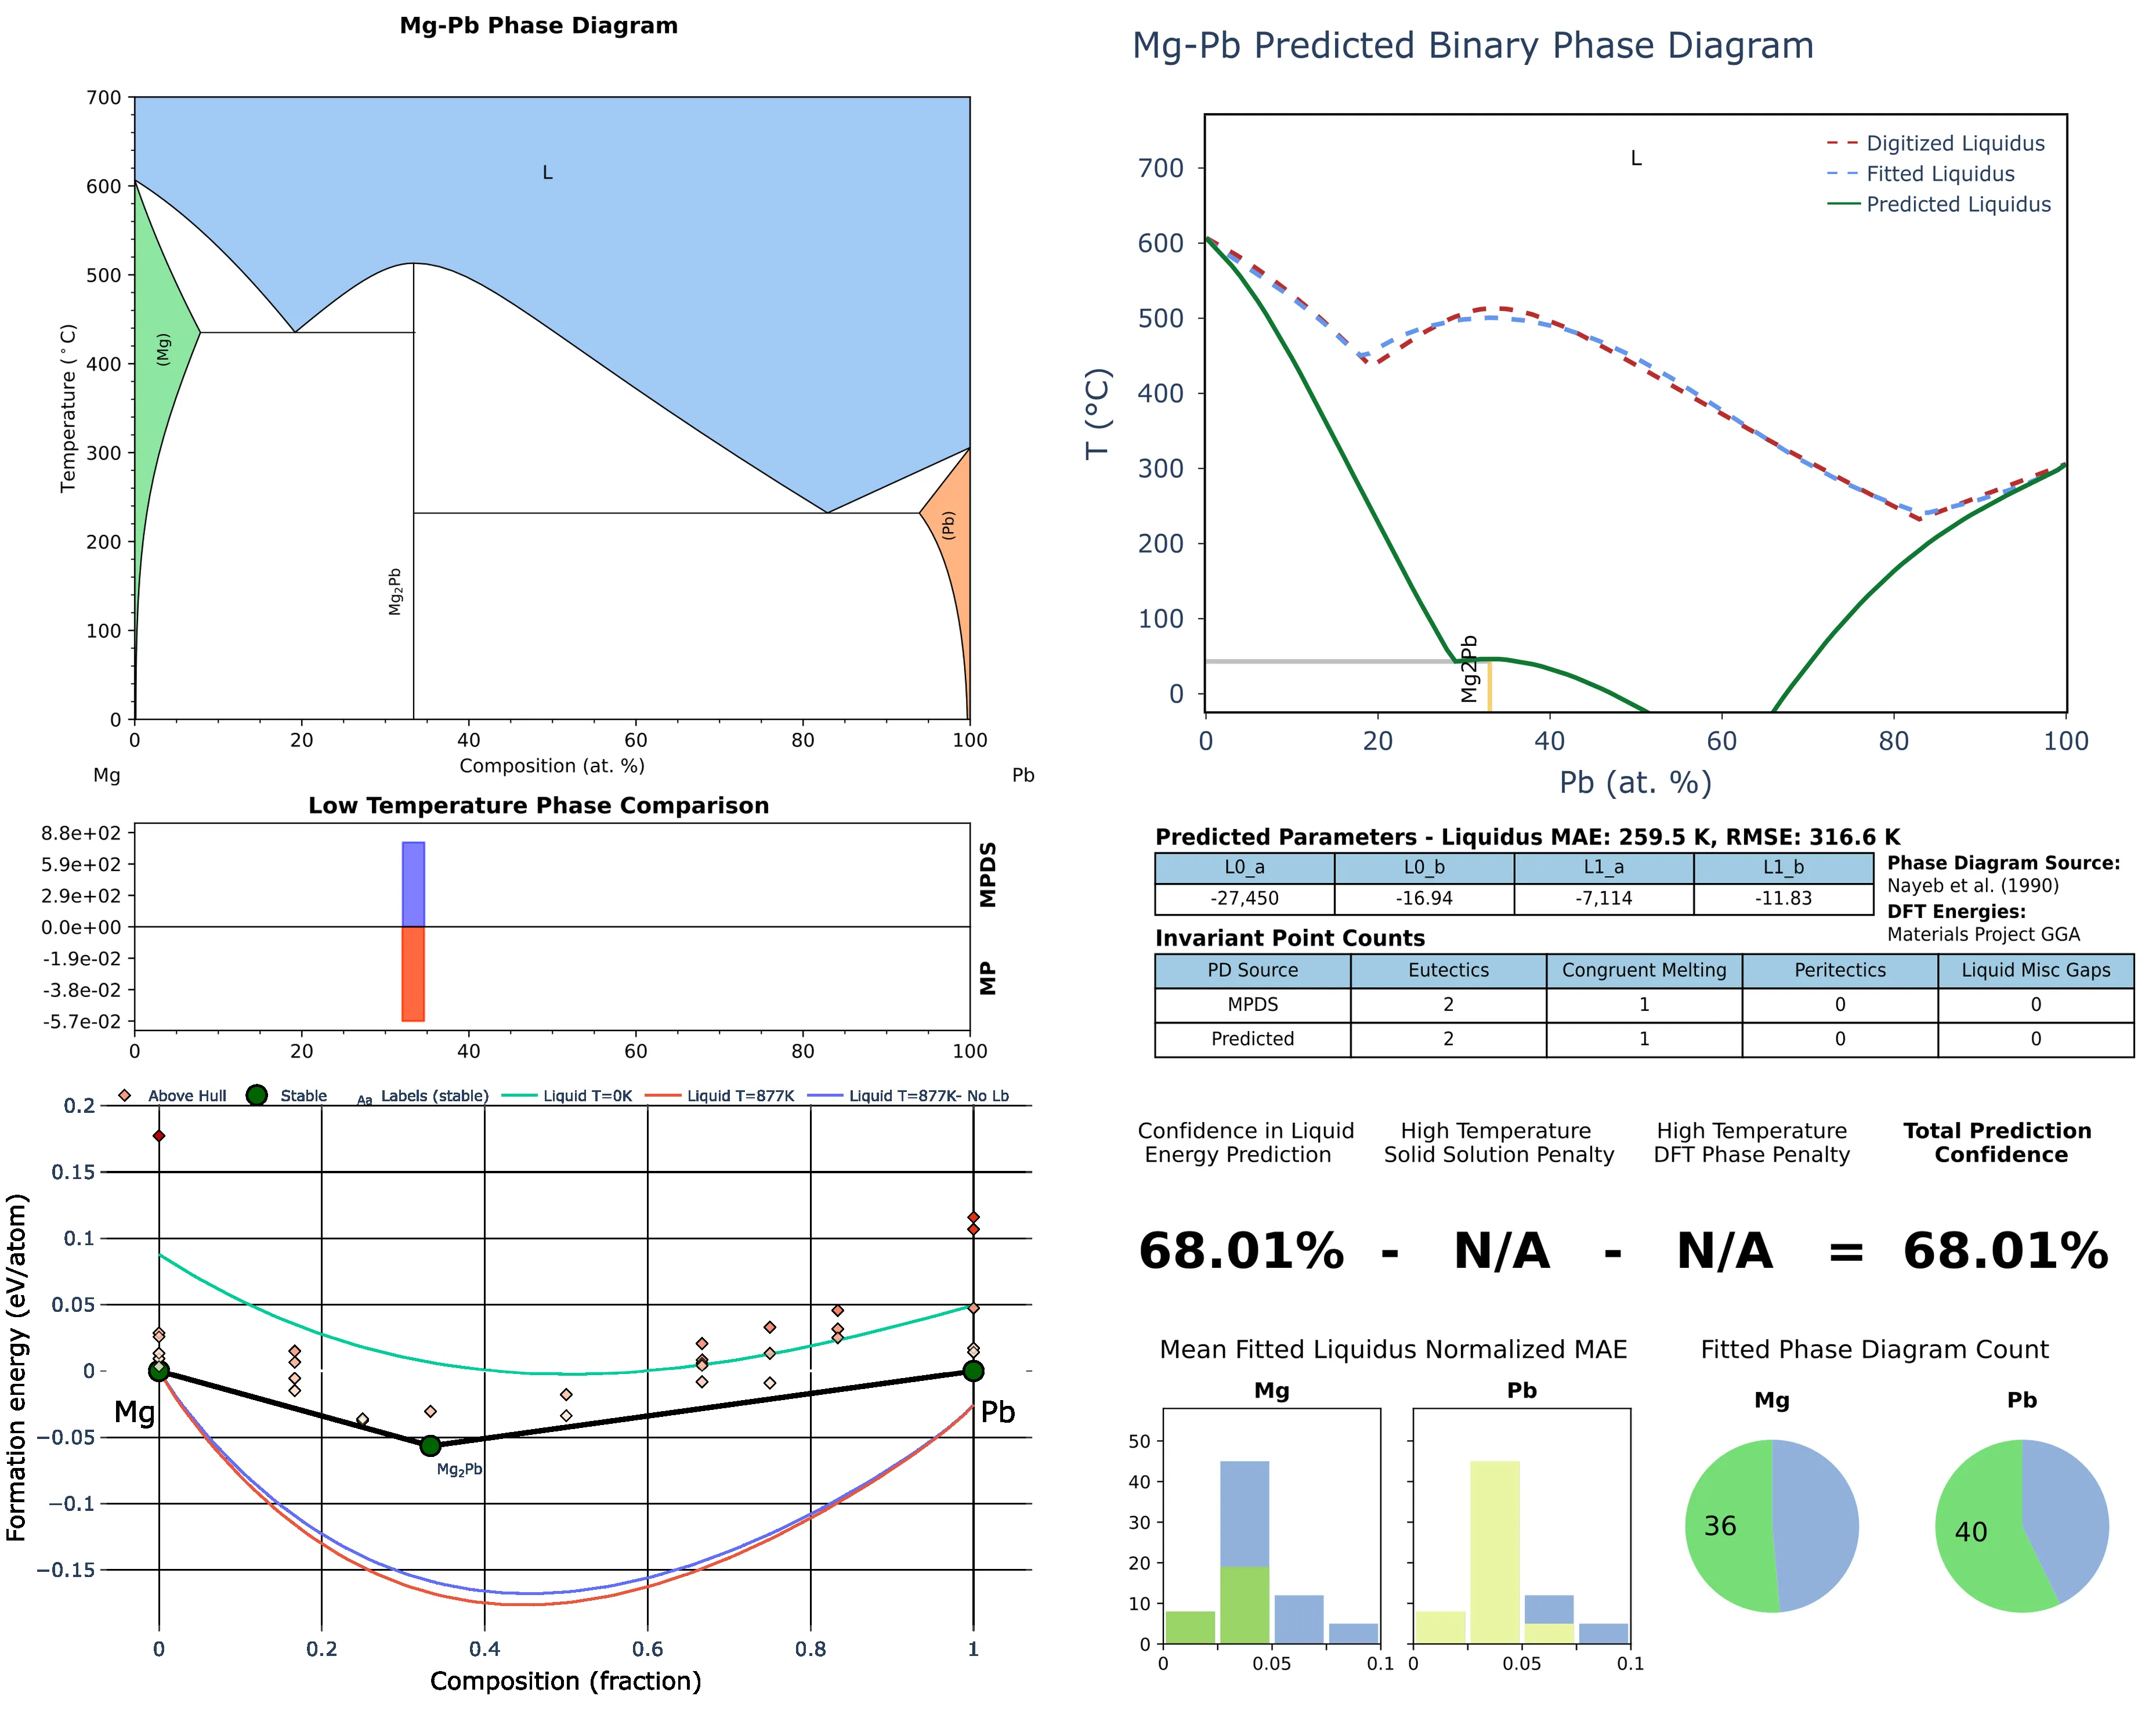 Mg-Pb Phase Diagram
700
600
500
400
300
200
100
0
Temperature (°C)
L
(Mg)
Mg₂Pb
(Pb)
0 20 40 60 80 100
Composition (at. %)
Mg Pb
Low Temperature Phase Comparison
8.8e+02
5.9e+02
2.9e+02
0.0e+00
-1.9e-02
-3.8e-02
-5.7e-02
MPDS
MP
0 20 40 60 80 100
Above Hull Stable Aa Labels (stable) Liquid T=0K Liquid T=877K Liquid T=877K- No Lb
0.2
0.15
0.1
0.05
0
−0.05
−0.1
−0.15
Formation energy (eV/atom)
Mg
Mg₂Pb
Pb
0 0.2 0.4 0.6 0.8 1
Composition (fraction)
Mg-Pb Predicted Binary Phase Diagram
L
Digitized Liquidus
Fitted Liquidus
Predicted Liquidus
700
600
500
400
300
200
100
0
T (°C)
Mg2Pb
0 20 40 60 80 100
Pb (at. %)
Predicted Parameters - Liquidus MAE: 259.5 K, RMSE: 316.6 K
L0_a L0_b L1_a L1_b
-27,450 -16.94 -7,114 -11.83
Phase Diagram Source:
Nayeb et al. (1990)
DFT Energies:
Materials Project GGA
Invariant Point Counts
PD Source Eutectics Congruent Melting Peritectics Liquid Misc Gaps
MPDS 2 1 0 0
Predicted 2 1 0 0
Confidence in Liquid
Energy Prediction
High Temperature
Solid Solution Penalty
High Temperature
DFT Phase Penalty
Total Prediction
Confidence
68.01% - N/A - N/A = 68.01%
Mean Fitted Liquidus Normalized MAE
Mg Pb
50
40
30
20
10
0
0 0.05 0.1
0 0.05 0.1
Fitted Phase Diagram Count
Mg Pb
36
40